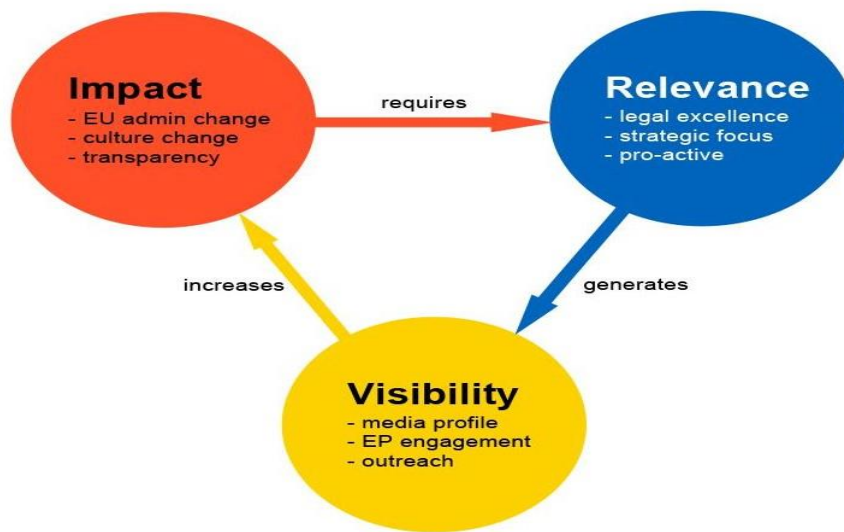 Impact
- EU admin change
- culture change
- transparency
requires
Relevance
- legal excellence
- strategic focus
- pro-active
generates
Visibility
- media profile
- EP engagement
- outreach
increases